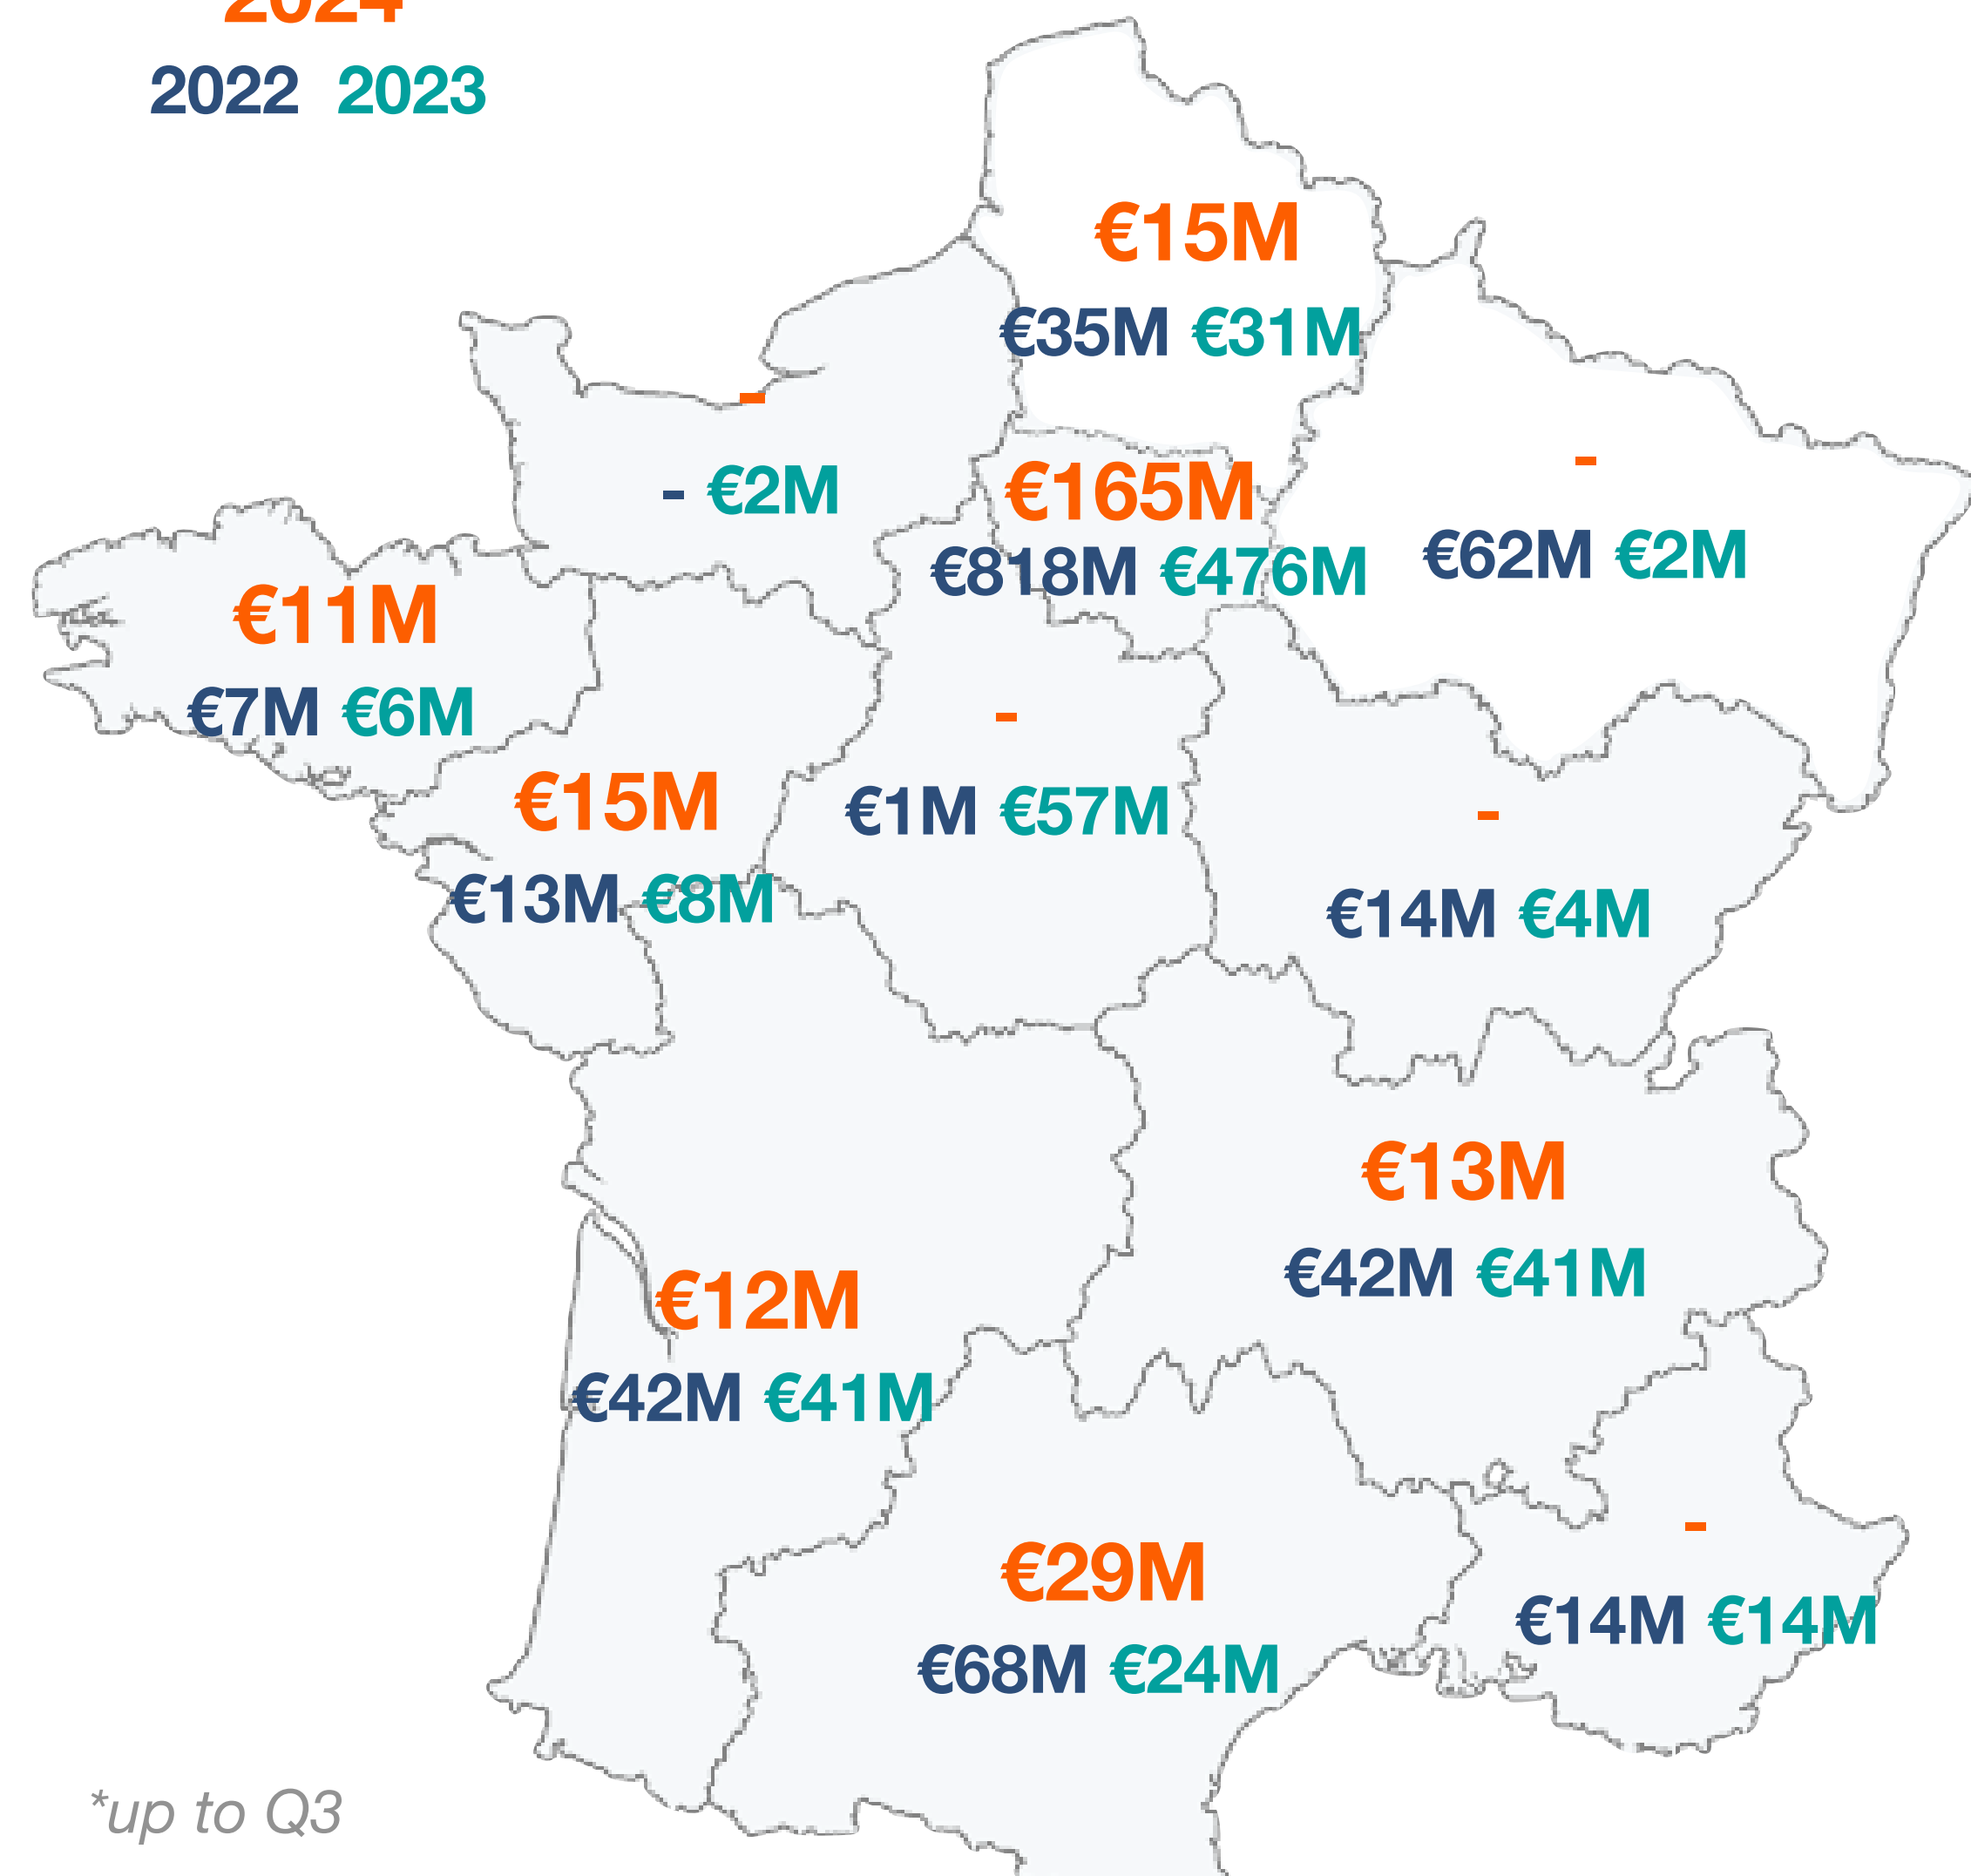 2024
2022 2023
€15M
€35M €31M
-
- €2M
€165M
€818M €476M
-
€62M €2M
€11M
€7M €6M
-
€1M €57M
€15M
€13M €8M
-
€14M €4M
€13M
€42M €41M
€12M
€42M €41M
€29M
€68M €24M
-
€14M €14M
*up to Q3